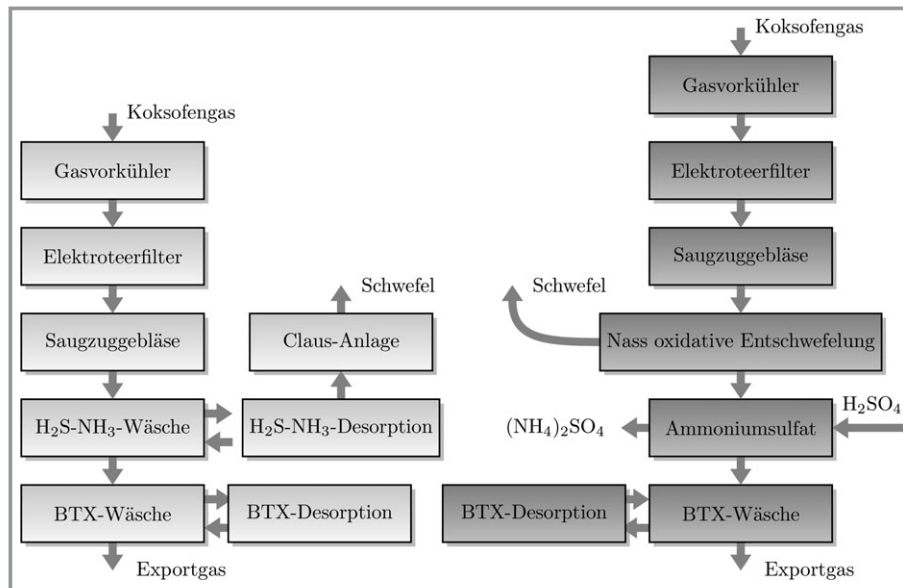 Koksofengas
Gasvorkühler
Elektroteerfilter
Saugzuggebläse
H₂S-NH₃-Wäsche
BTX-Wäsche
Exportgas
Schwefel
Claus-Anlage
H₂S-NH₃-Desorption
BTX-Desorption
Koksofengas
Gasvorkühler
Elektroteerfilter
Saugzuggebläse
Schwefel
Nass oxidative Entschwefelung
(NH₄)₂SO₄
Ammoniumsulfat
H₂SO₄
BTX-Desorption
BTX-Wäsche
Exportgas